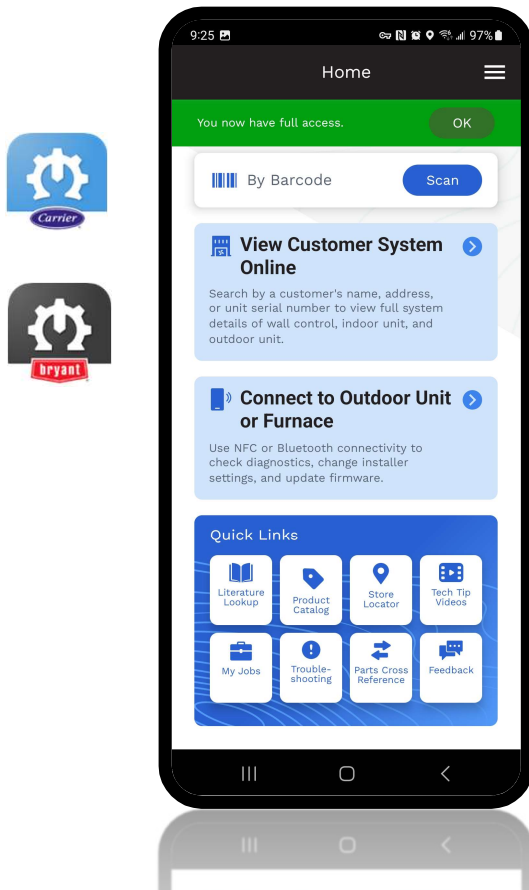 9:25
97%
Home
You now have full access.
OK
By Barcode
Scan
Carrier
View Customer System
Online
Search by a customer's name, address,
or unit serial number to view full system
details of wall control, indoor unit, and
outdoor unit.
bryant
Connect to Outdoor Unit
or Furnace
Use NFC or Bluetooth connectivity to
check diagnostics, change installer
settings, and update firmware.
Quick Links
Literature
Lookup
Product
Catalog
Store
Locator
Tech Tip
Videos
My Jobs
Trouble-
shooting
Parts Cross
Reference
Feedback